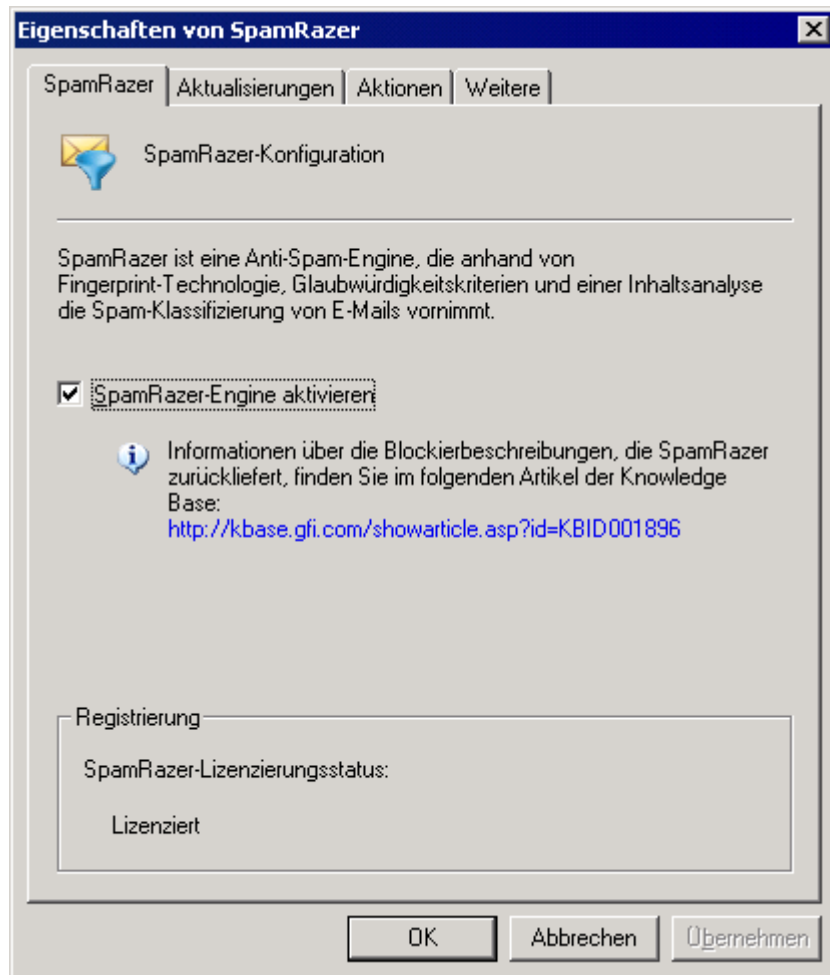 Eigenschaften von SpamRazer
SpamRazer Aktualisierungen Aktionen Weitere
SpamRazer-Konfiguration
SpamRazer ist eine Anti-Spam-Engine, die anhand von
Fingerprint-Technologie, Glaubwürdigkeitskriterien und einer Inhaltsanalyse
die Spam-Klassifizierung von E-Mails vornimmt.
SpamRazer-Engine aktivieren
Informationen über die Blockierbeschreibungen, die SpamRazer
zurückliefert, finden Sie im folgenden Artikel der Knowledge
Base:
http://kbase.gfi.com/showarticle.asp?id=KBID001896
Registrierung
SpamRazer-Lizenzierungsstatus:
Lizenziert
OK Abbrechen Übernehmen